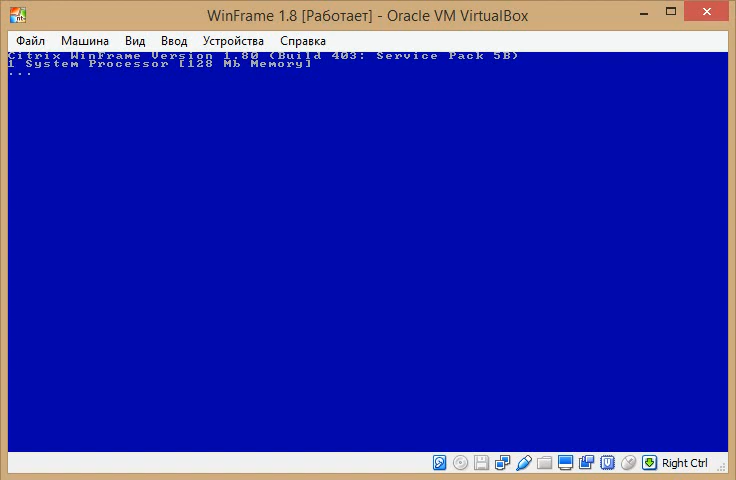 WinFrame 1.8 [Работает] - Oracle VM VirtualBox
Файл Машина Вид Ввод Устройства Справка
Citrix WinFrame Version 1.80 (Build 403: Service Pack 5B)
1 System Processor [128 Mb Memory]
...
Right Ctrl